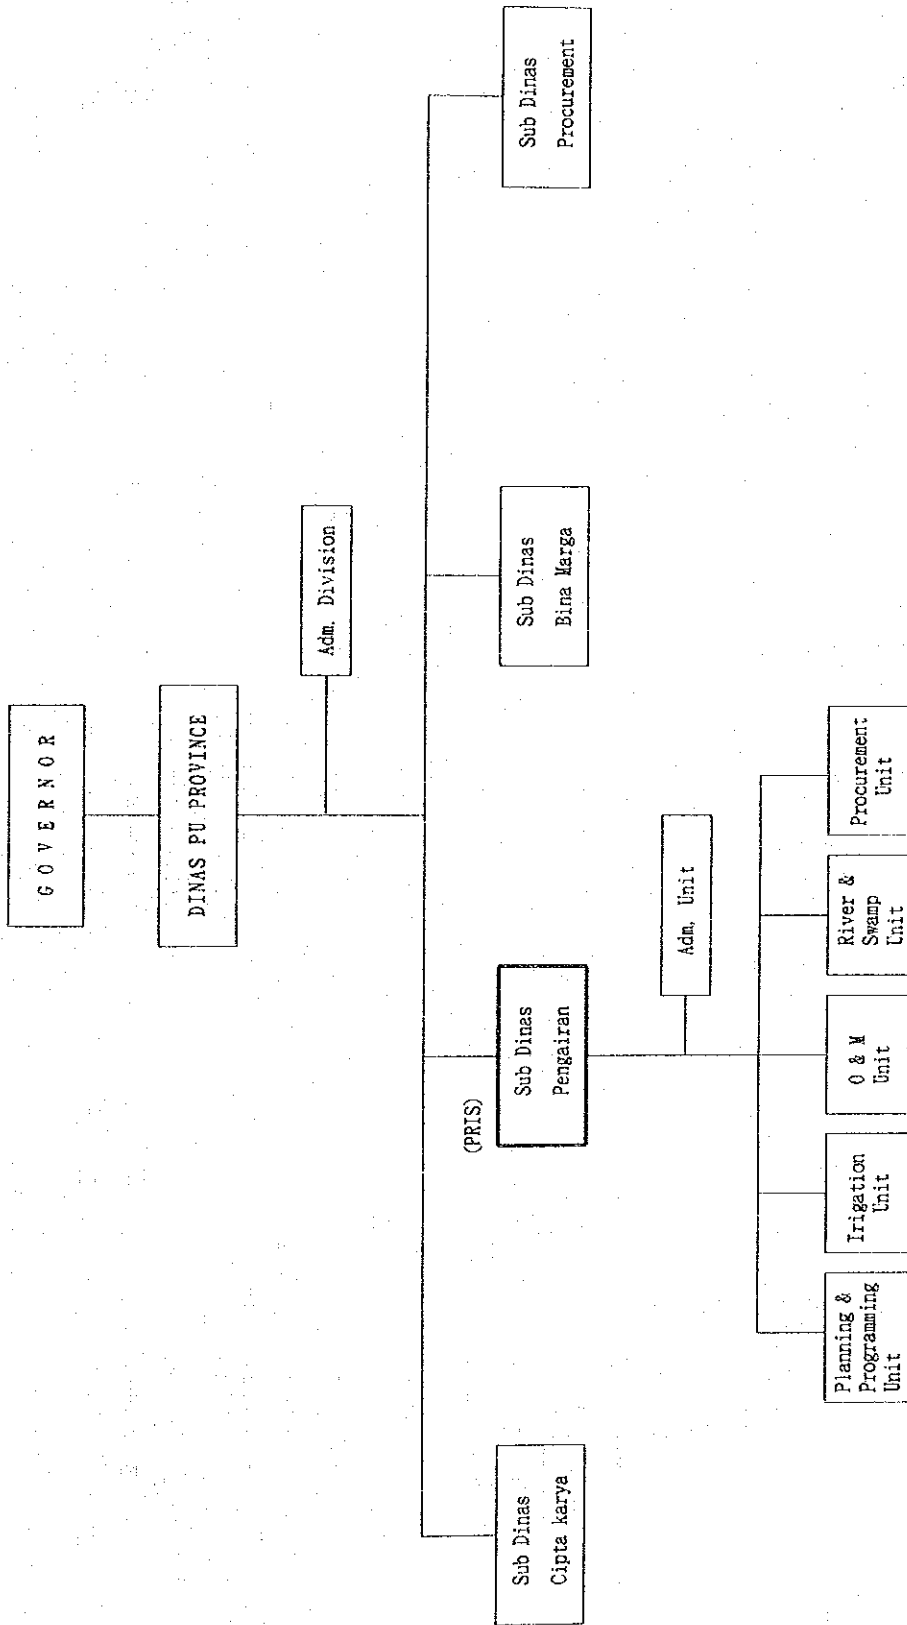 G O V E R N O R
DINAS PU PROVINCE
Adm. Division
Sub Dinas
Cipta karya
(PRIS)
Sub Dinas
Pengairan
Sub Dinas
Bina Marga
Sub Dinas
Procurement
Adm. Unit
Planning &
Programming
Unit
Irigation
Unit
O & M
Unit
River &
Swamp
Unit
Procurement
Unit